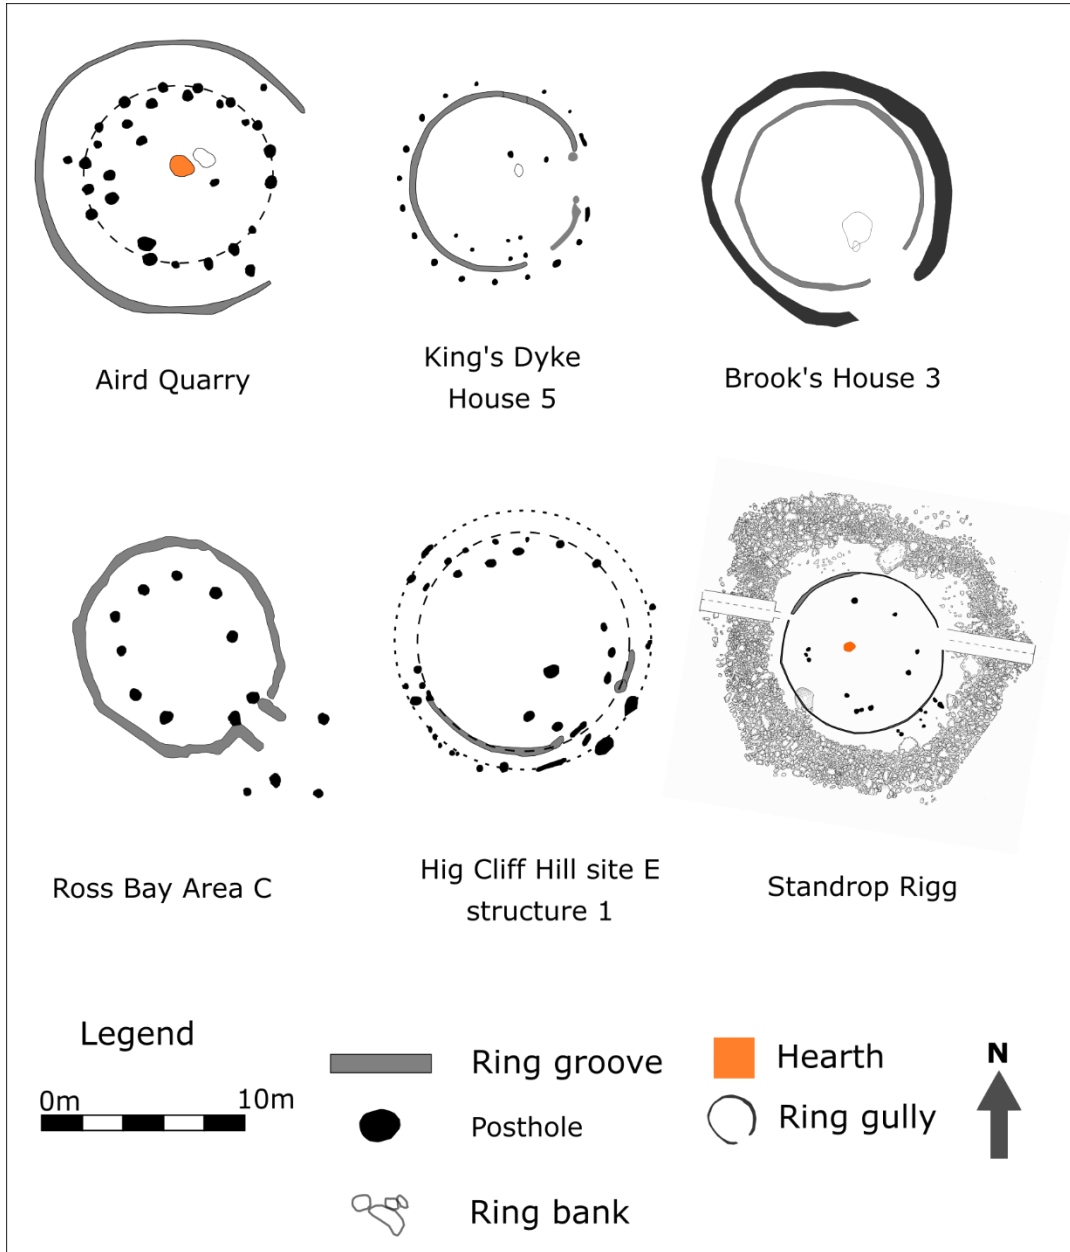 Aird Quarry
King's Dyke
House 5
Brook's House 3
Ross Bay Area C
Hig Cliff Hill site E
structure 1
Standrop Rigg
Legend
0m 10m
Ring groove
Posthole
Ring bank
Hearth
Ring gully
N